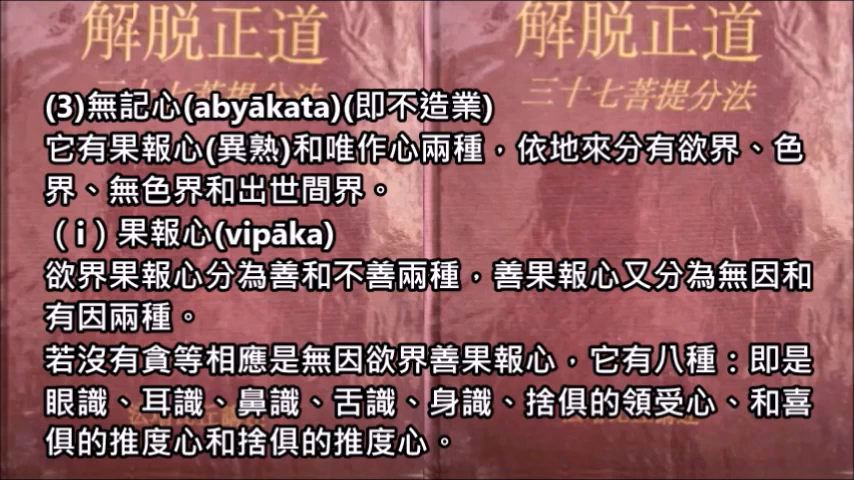 解脫正道 解脫正道
三十七菩提分法
(3)無記心(abyākata)(即不造業)
它有果報心(異熟)和唯作心兩種，依地來分有欲界、色
界、無色界和出世間界。
（i）果報心(vipāka)
欲界果報心分為善和不善兩種，善果報心又分為無因和
有因兩種。
若沒有貪等相應是無因欲界善果報心，它有八種：即是
眼識、耳識、鼻識、舌識、身識、捨俱的領受心、和喜
俱的推度心和捨俱的推度心。